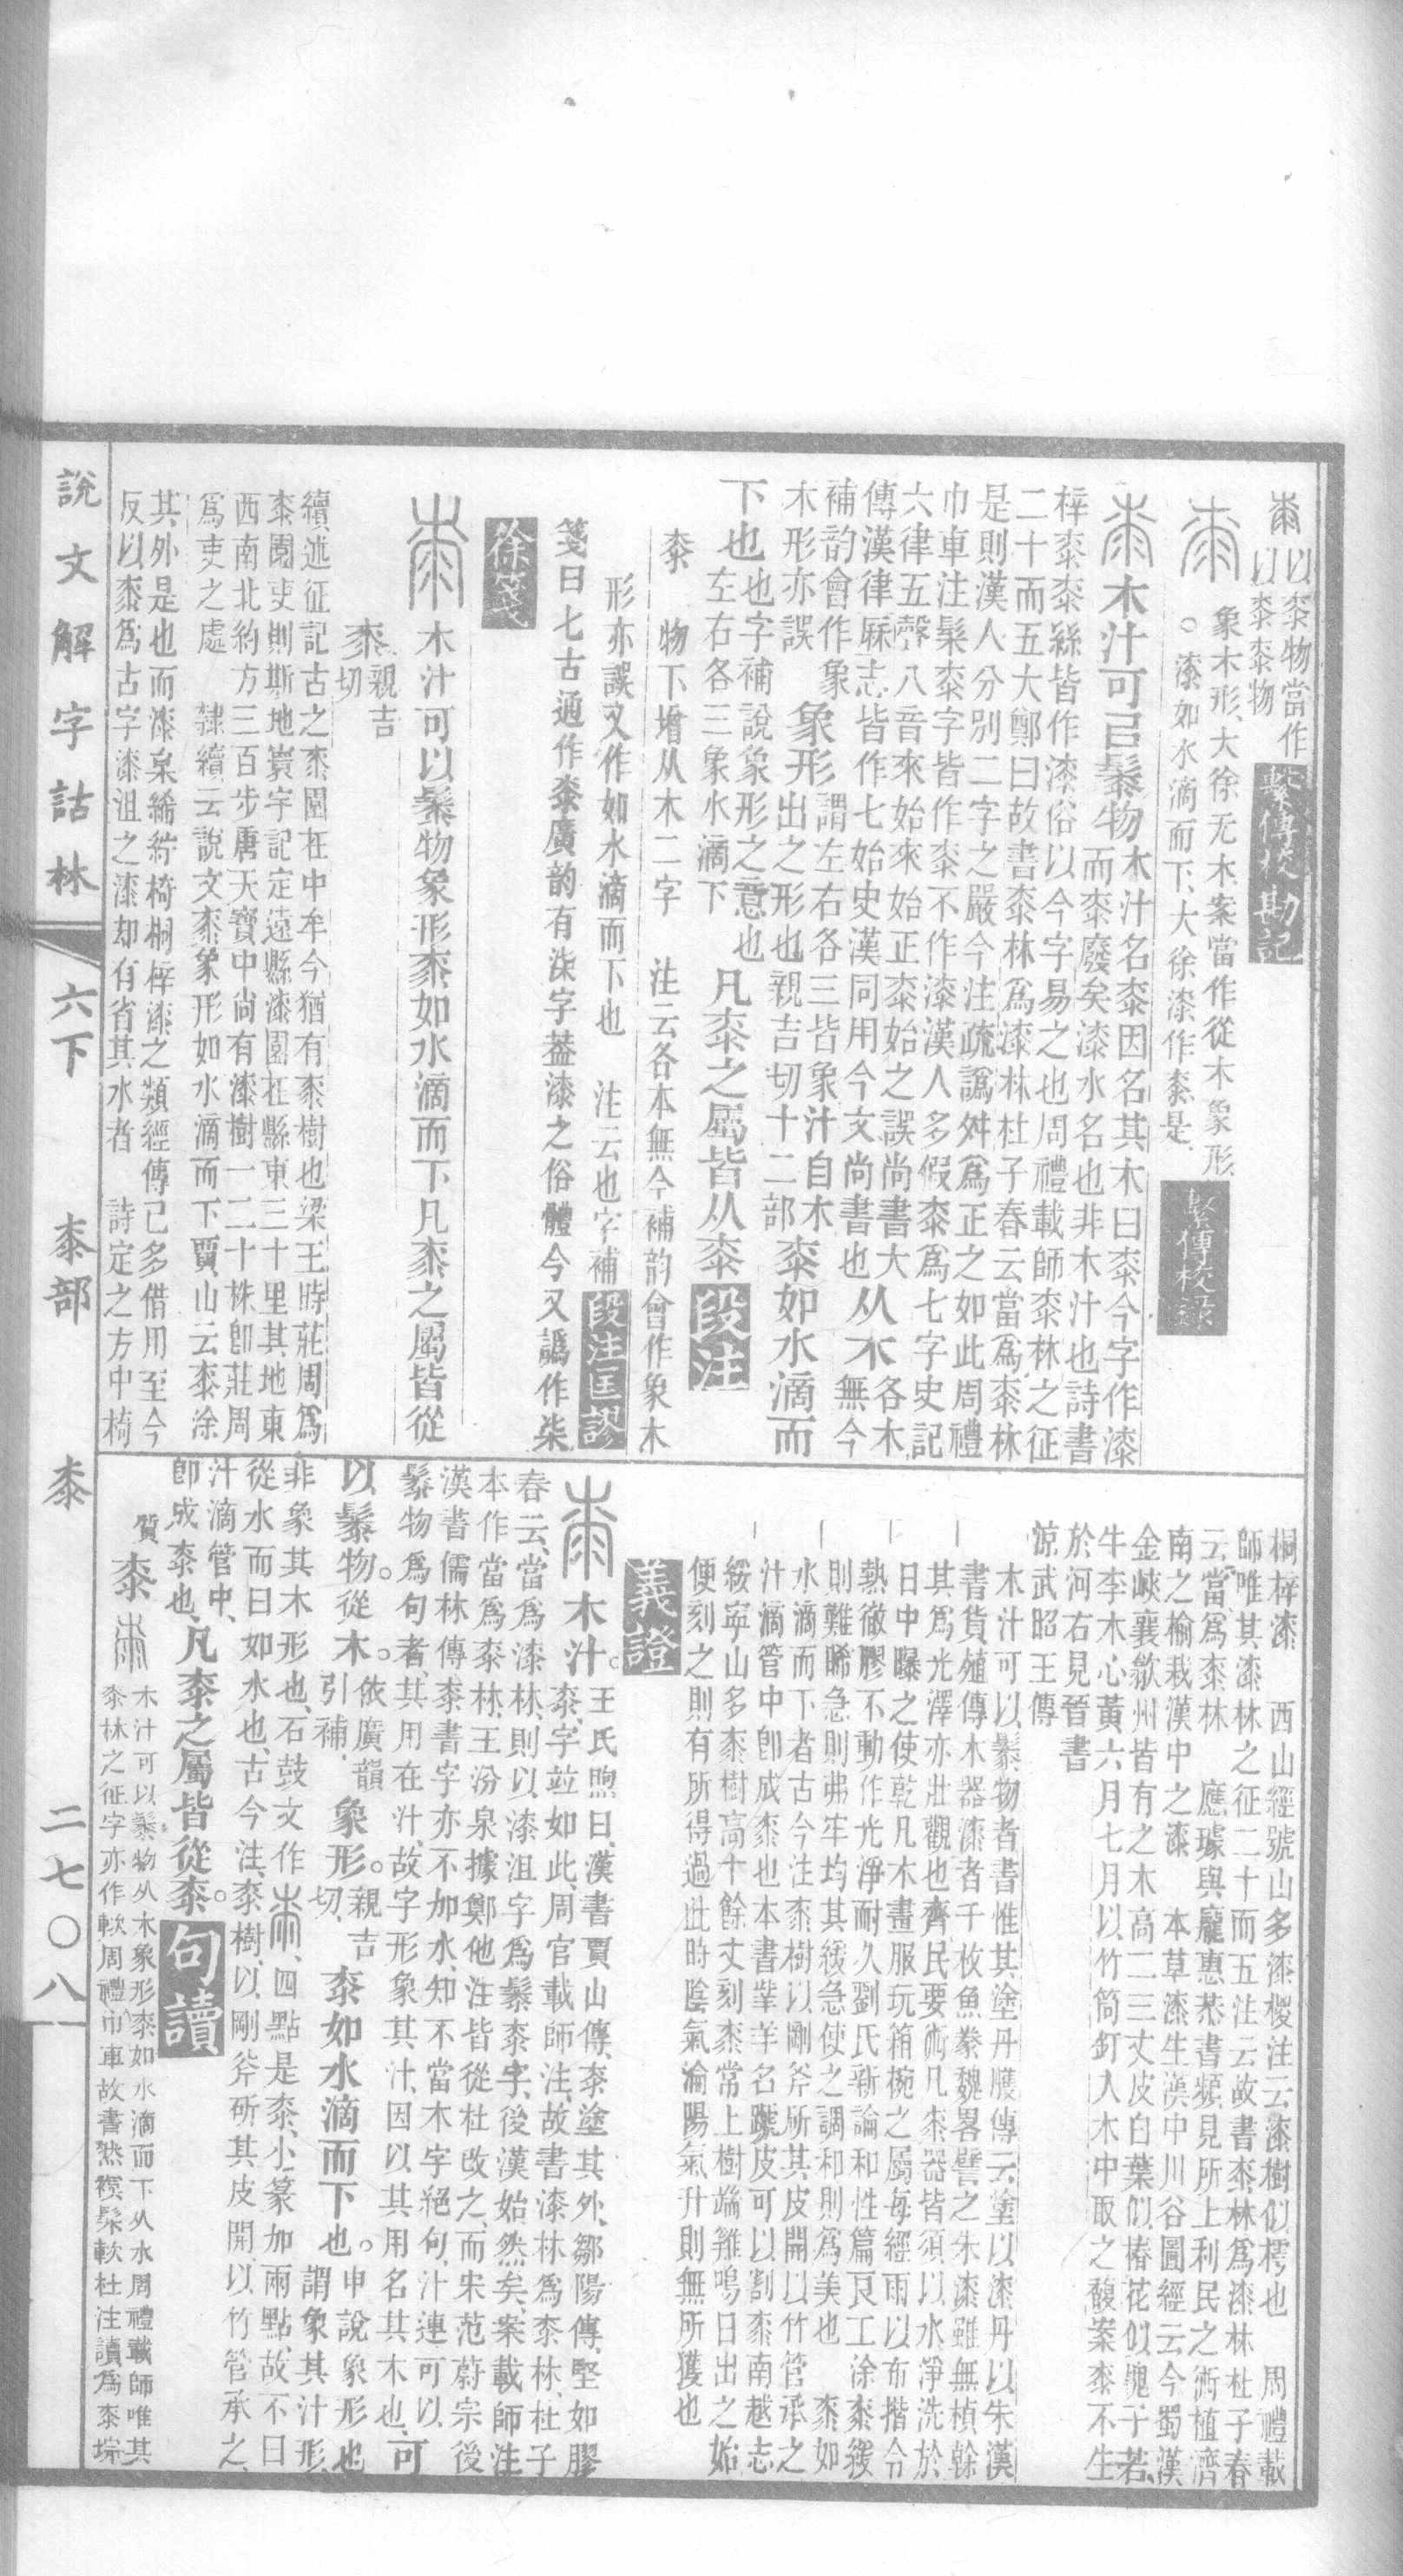 以桼物當作
以桼桼物
繫傳校勘記
象木形、大徐无木、案當作從木象形
○漆如水滴而下、大徐漆作桼是
繫傳校錄
木汁可㠯髹物木汁名桼因名其木曰桼今字作漆
而桼廢矣漆水名也非木汁也詩書
梓桼桼絲皆作漆俗以今字易之也周禮載師桼林之征
二十而五大鄭曰故書桼林爲漆林杜子春云當爲桼林
是則漢人分別二字之嚴今注疏譌舛爲正之如此周禮
巾車注髹桼字皆作桼不作漆漢人多假桼爲七字史記
六律五聲八音來始來始正桼始之誤尚書大
傳漢律厤志皆作七始史漢同用今文尚書也
从木各木
無今
補韵會作象
木形亦誤
象形謂左右各三皆象汁自木
出之形也親吉切十二部
桼如水滴而
下也也字補說象形之意也
左右各三象水滴下
凡桼之屬皆从桼
段注
桼
物下增从木二字
注云各本無今補韵會作象木
形亦誤又作如水滴而下也
注云也字補
段注匡謬
箋曰七古通作桼廣韵有柒字葢漆之俗體今又譌作柒
徐箋
木汁可以髹物象形桼如水滴而下凡桼之屬皆從
桼親吉
切
續述征記古之桼園在中牟今猶有桼樹也梁王時莊周爲
桼園吏則斯地寰宇記定遠縣漆園在縣東三十里其地東
西南北約方三百步唐天寶中尚有漆樹一二十株卽莊周
爲吏之處
隸續云說文桼象形如水滴而下賈山云桼涂
其外是也而漆枲絺紵椅桐梓漆之類經傳已多借用至今
反以桼爲古字漆沮之漆却有省其水者
詩定之方中椅
桐梓漆
西山經號山多漆㯶注云漆樹似樗也
周禮載
師唯其漆林之征二十而五注云故書桼林爲漆林杜子春
云當爲桼林
應璩與龐惠恭書頻見所上利民之術植濟
南之榆栽漢中之漆
本草漆生漢中川谷圖經云今蜀漢
金峽襄歙州皆有之木高二三丈皮白葉似椿花似槐子若
牛李木心黃六月七月以竹筒釘入木中取之馥案桼不生
於河右見晉書
涼武昭王傳
木汁可以髹物者書惟其塗丹雘傳云塗以漆丹以朱漢
書貨殖傳木器漆者千枚魚豢魏畧譬之朱漆雖無楨榦
其爲光澤亦壯觀也齊民要術凡桼器皆須以水淨洗於
日中曝之使乾凡木畫服玩箱椀之屬每經雨以布揩令
熱徹膠不動作光淨耐久劉氏新論和性篇良工涂桼緩
則難晞急則弗牢均其緩急使之調和則爲美也
桼如
水滴而下者古今注桼樹以剛斧所其皮開以竹管承之
汁滴管中卽成桼也本書羍羊名蹏皮可以割桼南越志
綏寧山多桼樹高十餘丈刻桼常上樹端雞鳴日出之始
便刻之則有所得過此時陰氣淪陽氣升則無所獲也
義證
木汁。王氏煦曰、漢書賈山傳、桼塗其外、鄒陽傳、堅如膠
桼、字竝如此、周官載師注、故書漆林爲桼林、杜子
春云、當爲漆林、則以漆沮字爲髹桼字、後漢始然矣、案載師注
本作當爲桼林、王汾泉據鄭他注皆從杜改之、而宋范蔚宗後
漢書儒林傳桼書字亦不加水、知不當木字絕句、汁連可以
髹物爲句者、其用在汁、故字形象其汁、因以其用名其木也、可
以髹物。從木。依廣韻
引補、象形。親吉
切、桼如水滴而下也。申說象形也
謂象其汁形、
非象其木形也、石鼓文作、四點是桼、小篆加兩點、故不曰
從水而曰如水也、古今注、桼樹、以剛斧斫其皮開、以竹管承之、
汁滴管中、
卽成桼也、凡桼之屬皆從桼。
句讀
質
桼
木汁可以髹物从木象形桼如水滴而下从水周禮載師唯其
桼林之征字亦作軟周禮巾車故書㯃䙪髤軟杜注讀爲桼垸
說文解字詁林
六下
桼部
桼
二七〇八